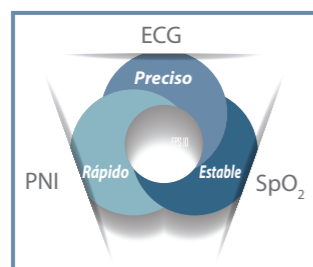 ECG
Preciso
PNI
Rápido
Estable
SpO₂